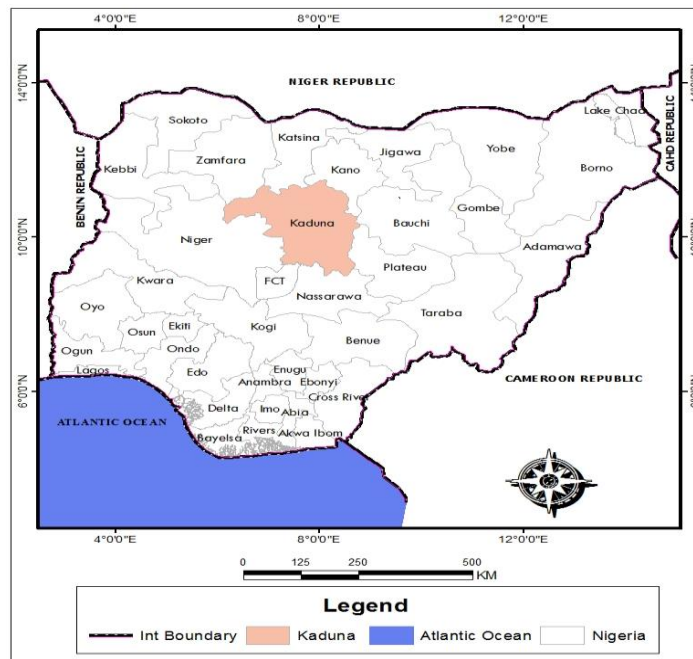 4°0'0"E 8°0'0"E 12°0'0"E
14°0'0"N
NIGER REPUBLIC
Lake Chad
CAHD REPUBLIC
Sokoto
Katsina
Jigawa
Yobe
Zamfara
Kano
Borno
Kebbi
BENIN REPUBLIC
Gombe
Kaduna
Bauchi
10°0'0"N
Niger
Adamawa
Plateau
FCT
Kwara
Nassarawa
Oyo
Taraba
Kogi
Osun
Ekiti
Benue
Ogun
Ondo
Lagos
Edo
Enugu
Anambra
Ebonyi
CAMEROON REPUBLIC
6°0'0"N
Cross River
Delta
Imo
Abia
ATLANTIC OCEAN
Rivers
Akwa Ibom
Bayelsa
4°0'0"E 8°0'0"E 12°0'0"E
0 125 250 500
KM
Legend
Int Boundary Kaduna Atlantic Ocean Nigeria